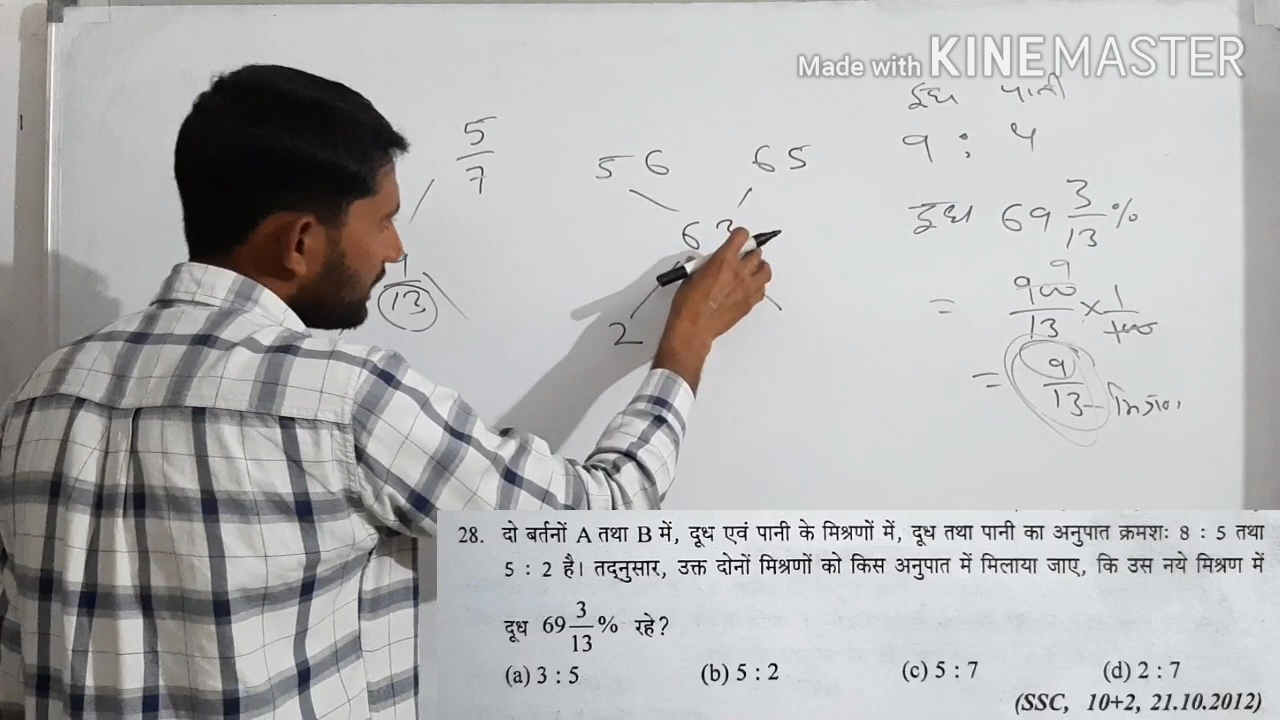 Made with KINEMASTER
दूध पानी
9 : 4
दूध 69 3/13 %
= 900/13 × 1/100 9
= 9/13 मिश्रण
5/7
13
56 65
63
2
28. दो बर्तनों A तथा B में, दूध एवं पानी के मिश्रणों में, दूध तथा पानी का अनुपात क्रमशः 8 : 5 तथा
5 : 2 है। तद्नुसार, उक्त दोनों मिश्रणों को किस अनुपात में मिलाया जाए, कि उस नये मिश्रण में
दूध 69 3/13 % रहे?
(a) 3 : 5 (b) 5 : 2 (c) 5 : 7 (d) 2 : 7
(SSC, 10+2, 21.10.2012)